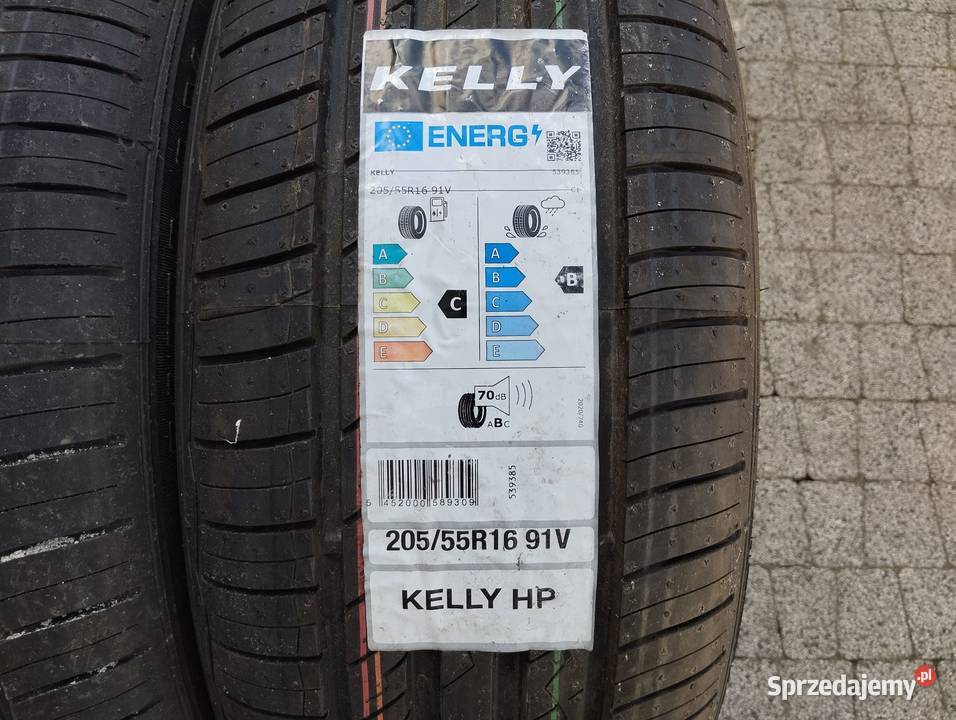 KELLY
ENERG
KELLY 539385
205/55R16 91V C1
A A
B B B
C C C
D D
E E
70dB
ABC
2020/740
5 452000 589309
539385
205/55R16 91V
KELLY HP
Sprzedajemy.pl